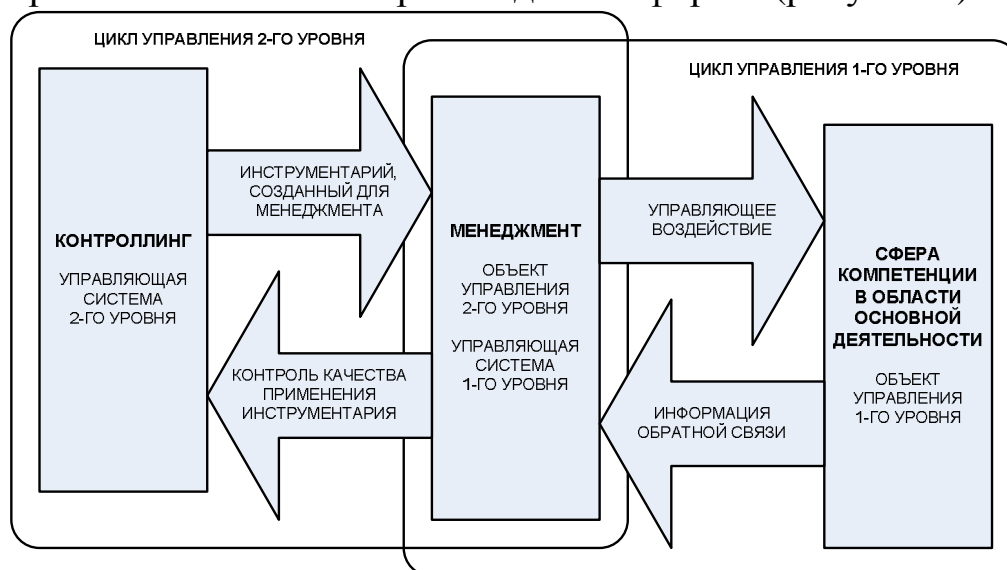 ЦИКЛ УПРАВЛЕНИЯ 2-ГО УРОВНЯ
ЦИКЛ УПРАВЛЕНИЯ 1-ГО УРОВНЯ
КОНТРОЛЛИНГ
УПРАВЛЯЮЩАЯ
СИСТЕМА
2-ГО УРОВНЯ
ИНСТРУМЕНТАРИЙ,
СОЗДАННЫЙ ДЛЯ
МЕНЕДЖМЕНТА
КОНТРОЛЬ КАЧЕСТВА
ПРИМЕНЕНИЯ
ИНСТРУМЕНТАРИЯ
МЕНЕДЖМЕНТ
ОБЪЕКТ
УПРАВЛЕНИЯ
2-ГО УРОВНЯ
УПРАВЛЯЮЩАЯ
СИСТЕМА
1-ГО УРОВНЯ
УПРАВЛЯЮЩЕЕ
ВОЗДЕЙСТВИЕ
ИНФОРМАЦИЯ
ОБРАТНОЙ СВЯЗИ
СФЕРА
КОМПЕТЕНЦИИ
В ОБЛАСТИ
ОСНОВНОЙ
ДЕЯТЕЛЬНОСТИ
ОБЪЕКТ
УПРАВЛЕНИЯ
1-ГО УРОВНЯ